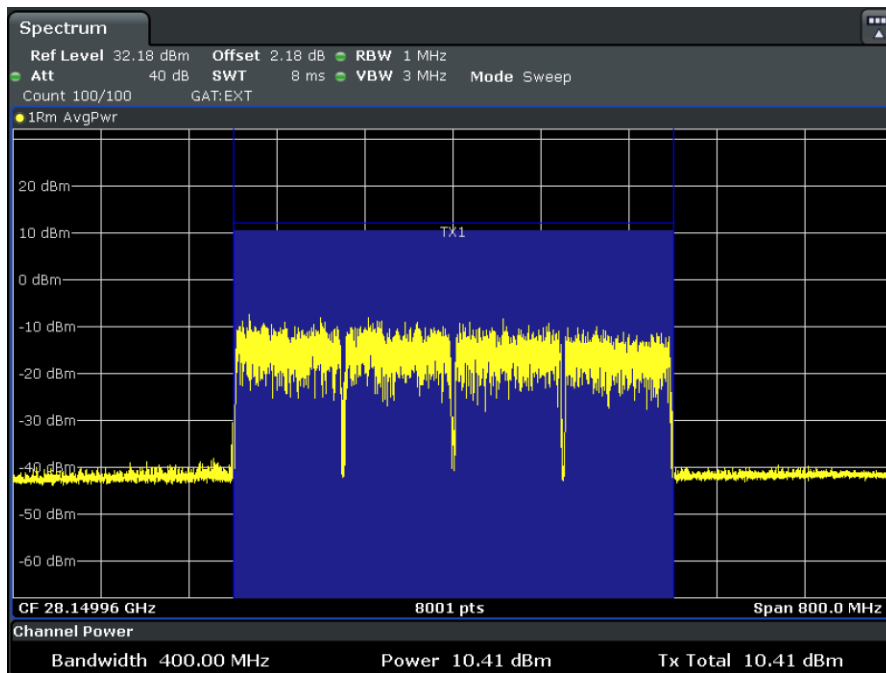 Spectrum
Ref Level 32.18 dBm Offset 2.18 dB RBW 1 MHz
Att 40 dB SWT 8 ms VBW 3 MHz Mode Sweep
Count 100/100 GAT:EXT
1Rm AvgPwr
20 dBm
TX1
10 dBm
0 dBm
-10 dBm
-20 dBm
-30 dBm
-40 dBm
-50 dBm
-60 dBm
CF 28.14996 GHz 8001 pts Span 800.0 MHz
Channel Power
Bandwidth 400.00 MHz Power 10.41 dBm Tx Total 10.41 dBm